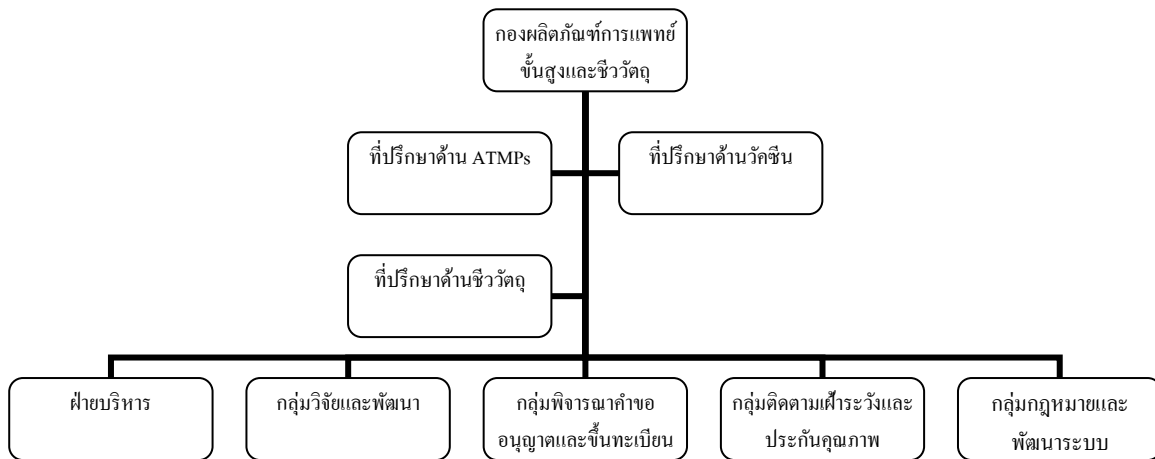 กองผลิตภัณฑ์การแพทย์
ขั้นสูงและชีววัตถุ
ที่ปรึกษาด้าน ATMPs
ที่ปรึกษาด้านวัคซีน
ที่ปรึกษาด้านชีววัตถุ
ฝ่ายบริหาร
กลุ่มวิจัยและพัฒนา
กลุ่มพิจารณาคำขอ
อนุญาตและขึ้นทะเบียน
กลุ่มติดตามเฝ้าระวังและ
ประกันคุณภาพ
กลุ่มกฎหมายและ
พัฒนาระบบ